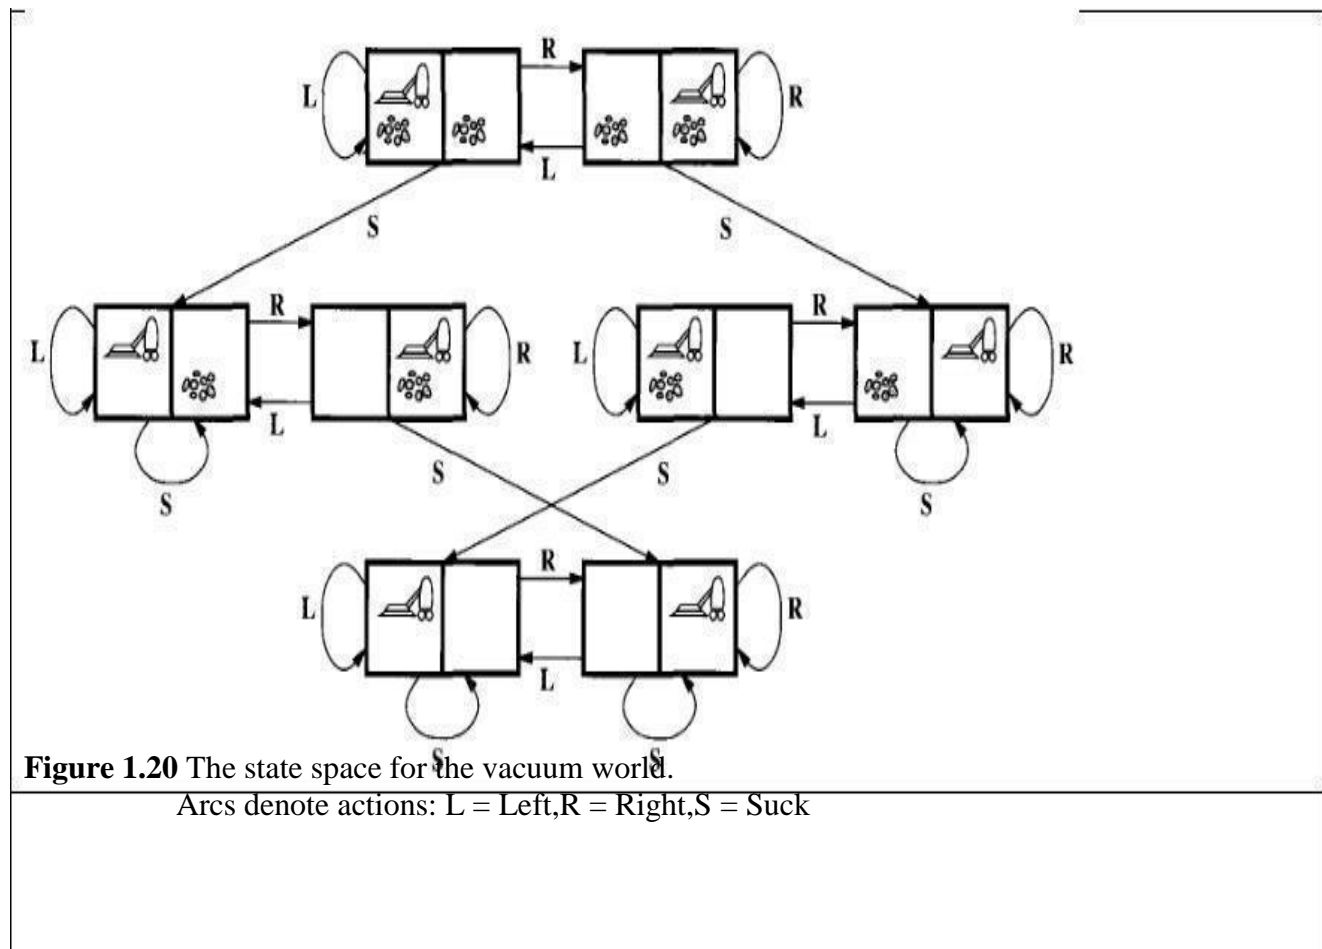 R
L R
L
S S
R R
L R L R
L L
S S
S S
R
L R
L
S S
Figure 1.20 The state space for the vacuum world.
Arcs denote actions: L = Left,R = Right,S = Suck